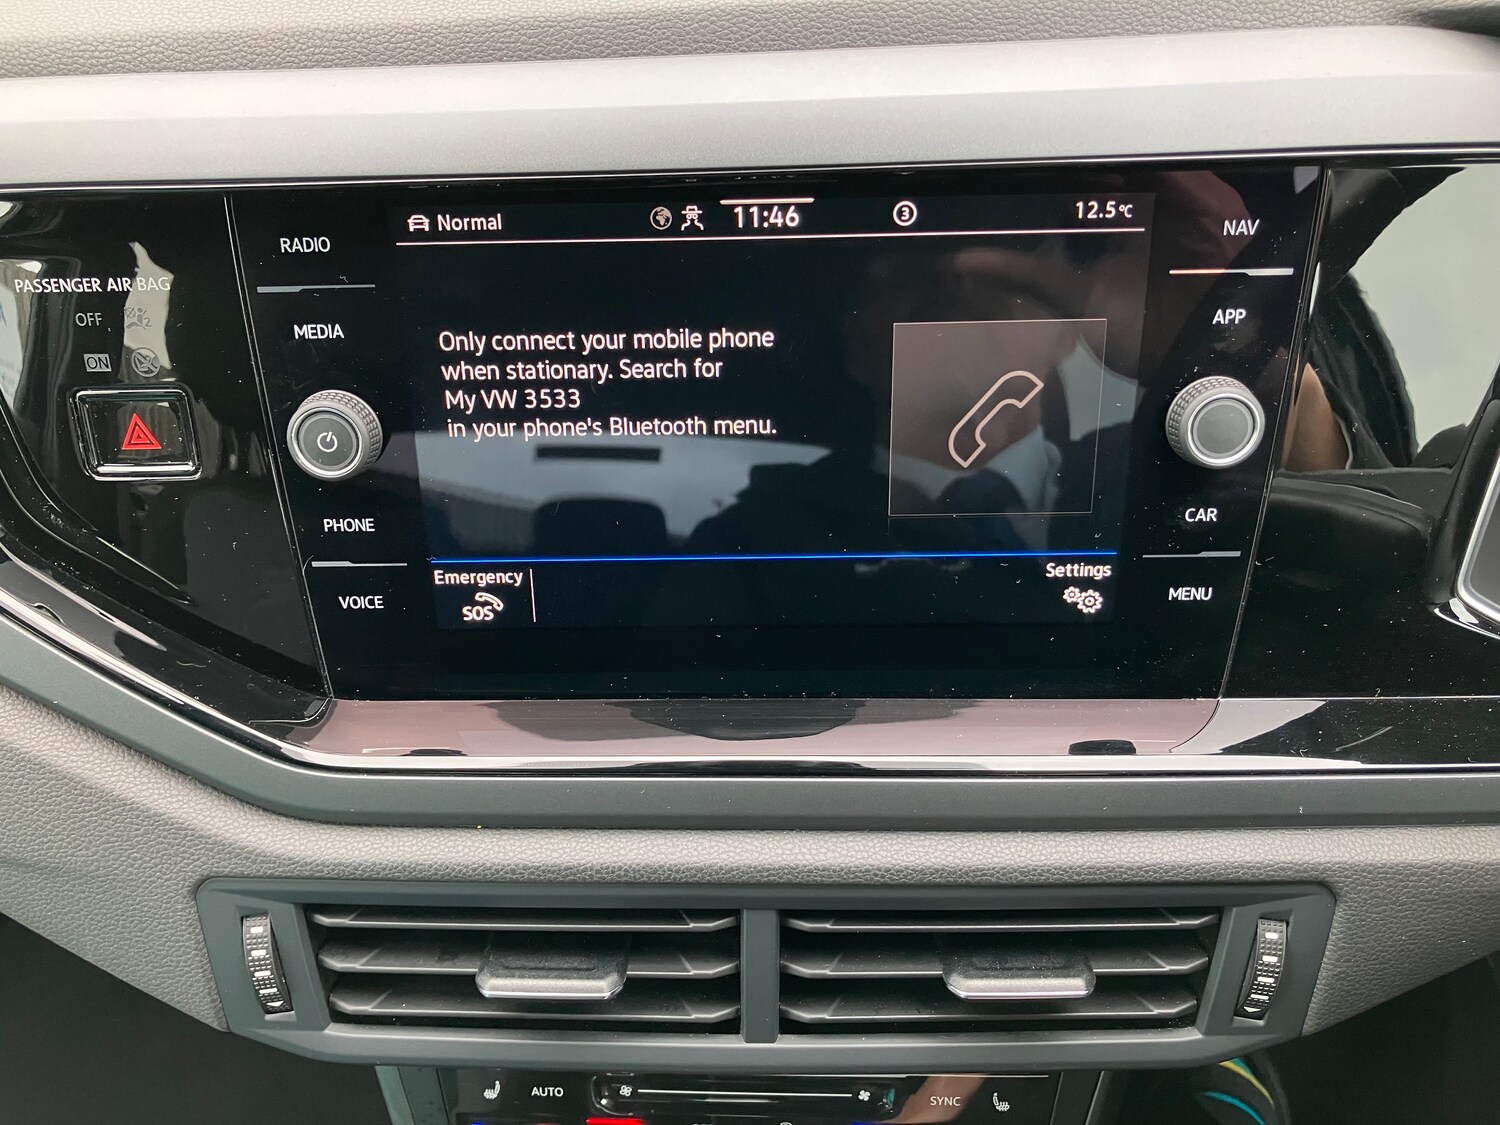 Normal
11:46
3
12.5°C
RADIO
NAV
PASSENGER AIR BAG
OFF
2
ON
MEDIA
APP
Only connect your mobile phone
when stationary. Search for
My VW 3533
in your phone's Bluetooth menu.
PHONE
CAR
VOICE
MENU
Emergency
SOS
Settings
AUTO
SYNC